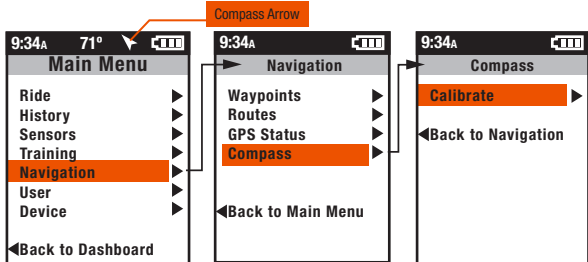 Compass Arrow
9:34A 71º
Main Menu
Ride
History
Sensors
Training
Navigation
User
Device
Back to Dashboard
9:34A
Navigation
Waypoints
Routes
GPS Status
Compass
Back to Main Menu
9:34A
Compass
Calibrate
Back to Navigation